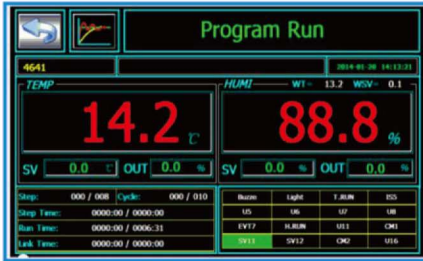 Program Run
4641
2014-01-20 14:13:21
TEMP
14.2 ℃
SV 0.0 ℃ OUT 0.0 %
HUMI WT= 13.2 WSV= 0.1
88.8 %
SV 0.0 % OUT 0.0 %
Step: 000 / 008 Cycle: 000 / 010
Step Time: 0000:00 / 0000:00
Run Time: 0000:00 / 0006:31
Link Time: 0000:00 / 0000:00
Buzzm Light T.RUN IS5
U5 U6 U7 U8
EVT7 H.RUN U11 CM1
SV11 SV12 CM2 U16